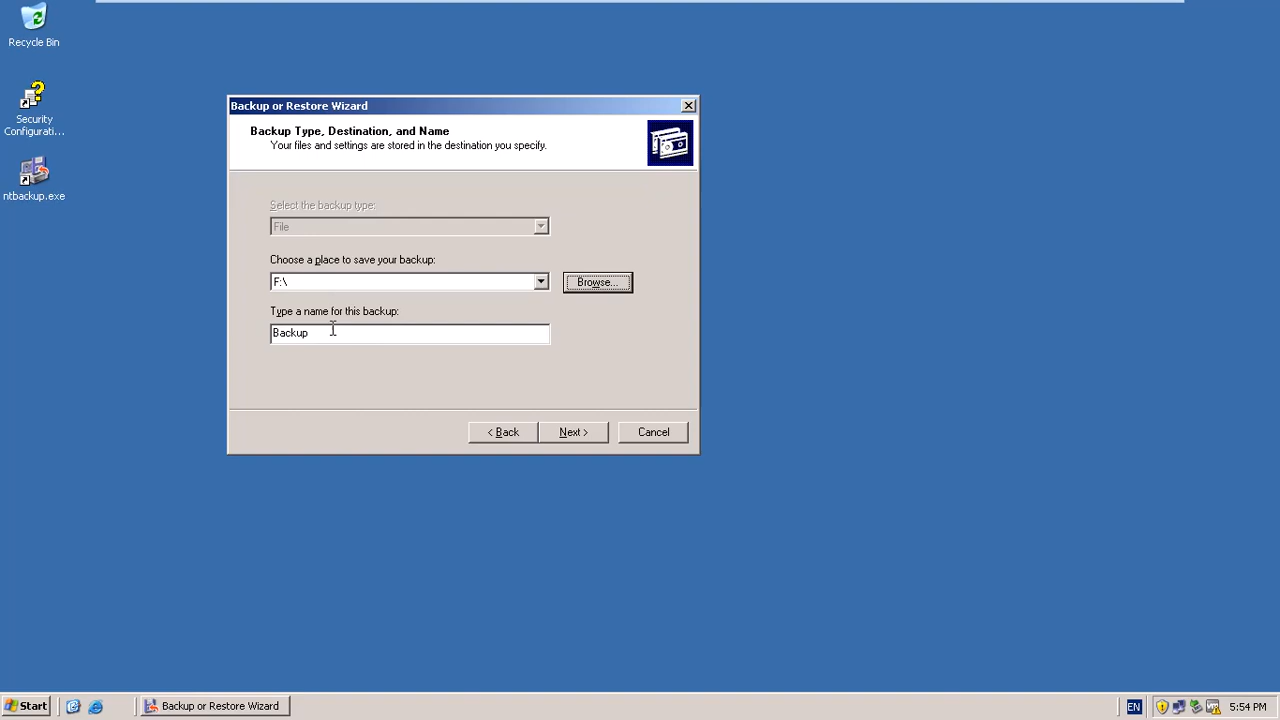 Recycle Bin
Security
Configurati...
ntbackup.exe
Backup or Restore Wizard
Backup Type, Destination, and Name
Your files and settings are stored in the destination you specify.
Select the backup type:
File
Choose a place to save your backup:
F:\
Browse...
Type a name for this backup:
Backup
< Back
Next >
Cancel
Start
Backup or Restore Wizard
EN
5:54 PM